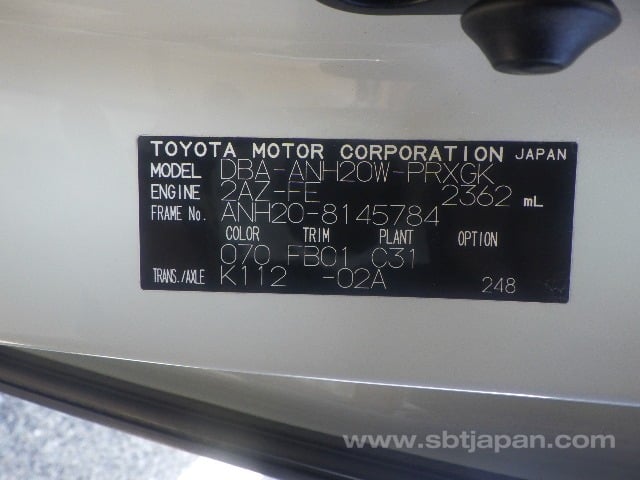 TOYOTA MOTOR CORPORATION JAPAN
MODEL DBA-ANH20W-PRXGK
ENGINE 2AZ-FE 2362 mL
FRAME No. ANH20-8145784
COLOR TRIM PLANT OPTION
070 FB01 C31
TRANS./AXLE K112 -02A 248
www.sbtjapan.com